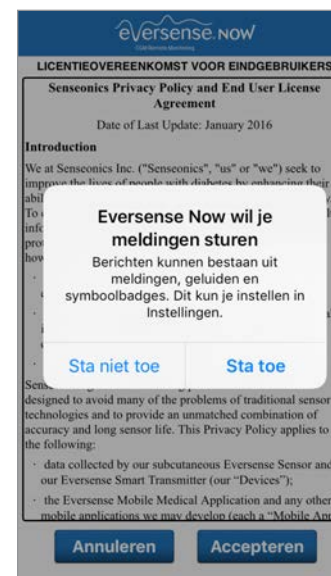 eversense. NOW
CGM Remote Monitoring
LICENTIEOVEREENKOMST VOOR EINDGEBRUIKERS
Senseonics Privacy Policy and End User License
Agreement
Date of Last Update: January 2016
Introduction
We at Senseonics Inc. ("Senseonics", "us" or "we") seek to
improve the lives of people with diabetes by enhancing their
Eversense Now wil je
meldingen sturen
Berichten kunnen bestaan uit
meldingen, geluiden en
symboolbadges. Dit kun je instellen in
Instellingen.
Sta niet toe
Sta toe
designed to avoid many of the problems of traditional sensor
technologies and to provide an unmatched combination of
accuracy and long sensor life. This Privacy Policy applies to
the following:
· data collected by our subcutaneous Eversense Sensor and
our Eversense Smart Transmitter (our "Devices");
· the Eversense Mobile Medical Application and any other
mobile applications we may develop (each a "Mobile App
Annuleren
Accepteren